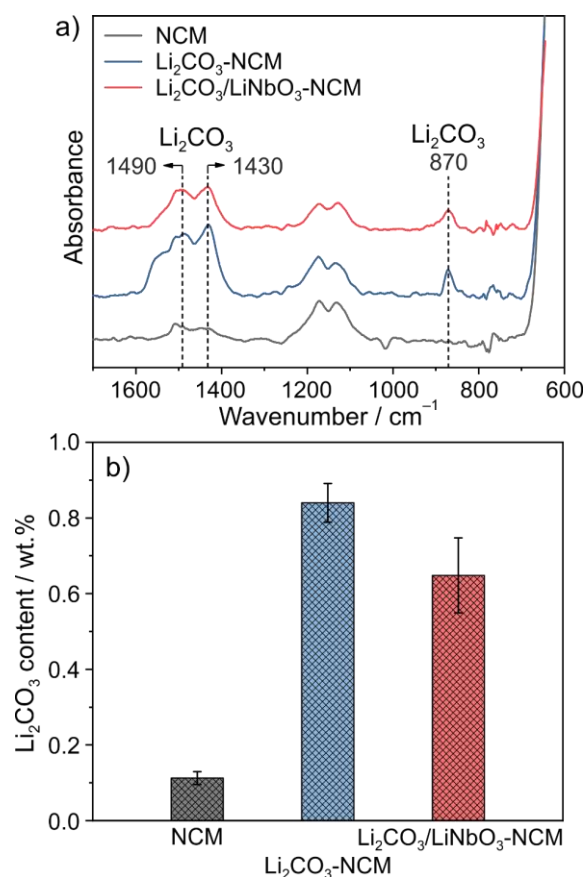 a)
NCM
Li₂CO₃-NCM
Li₂CO₃/LiNbO₃-NCM
Li₂CO₃
1490
1430
Li₂CO₃
870
Absorbance
1600 1400 1200 1000 800 600
Wavenumber / cm⁻¹
b)
1.0
0.8
0.6
0.4
0.2
0.0
Li₂CO₃ content / wt.%
NCM
Li₂CO₃-NCM
Li₂CO₃/LiNbO₃-NCM